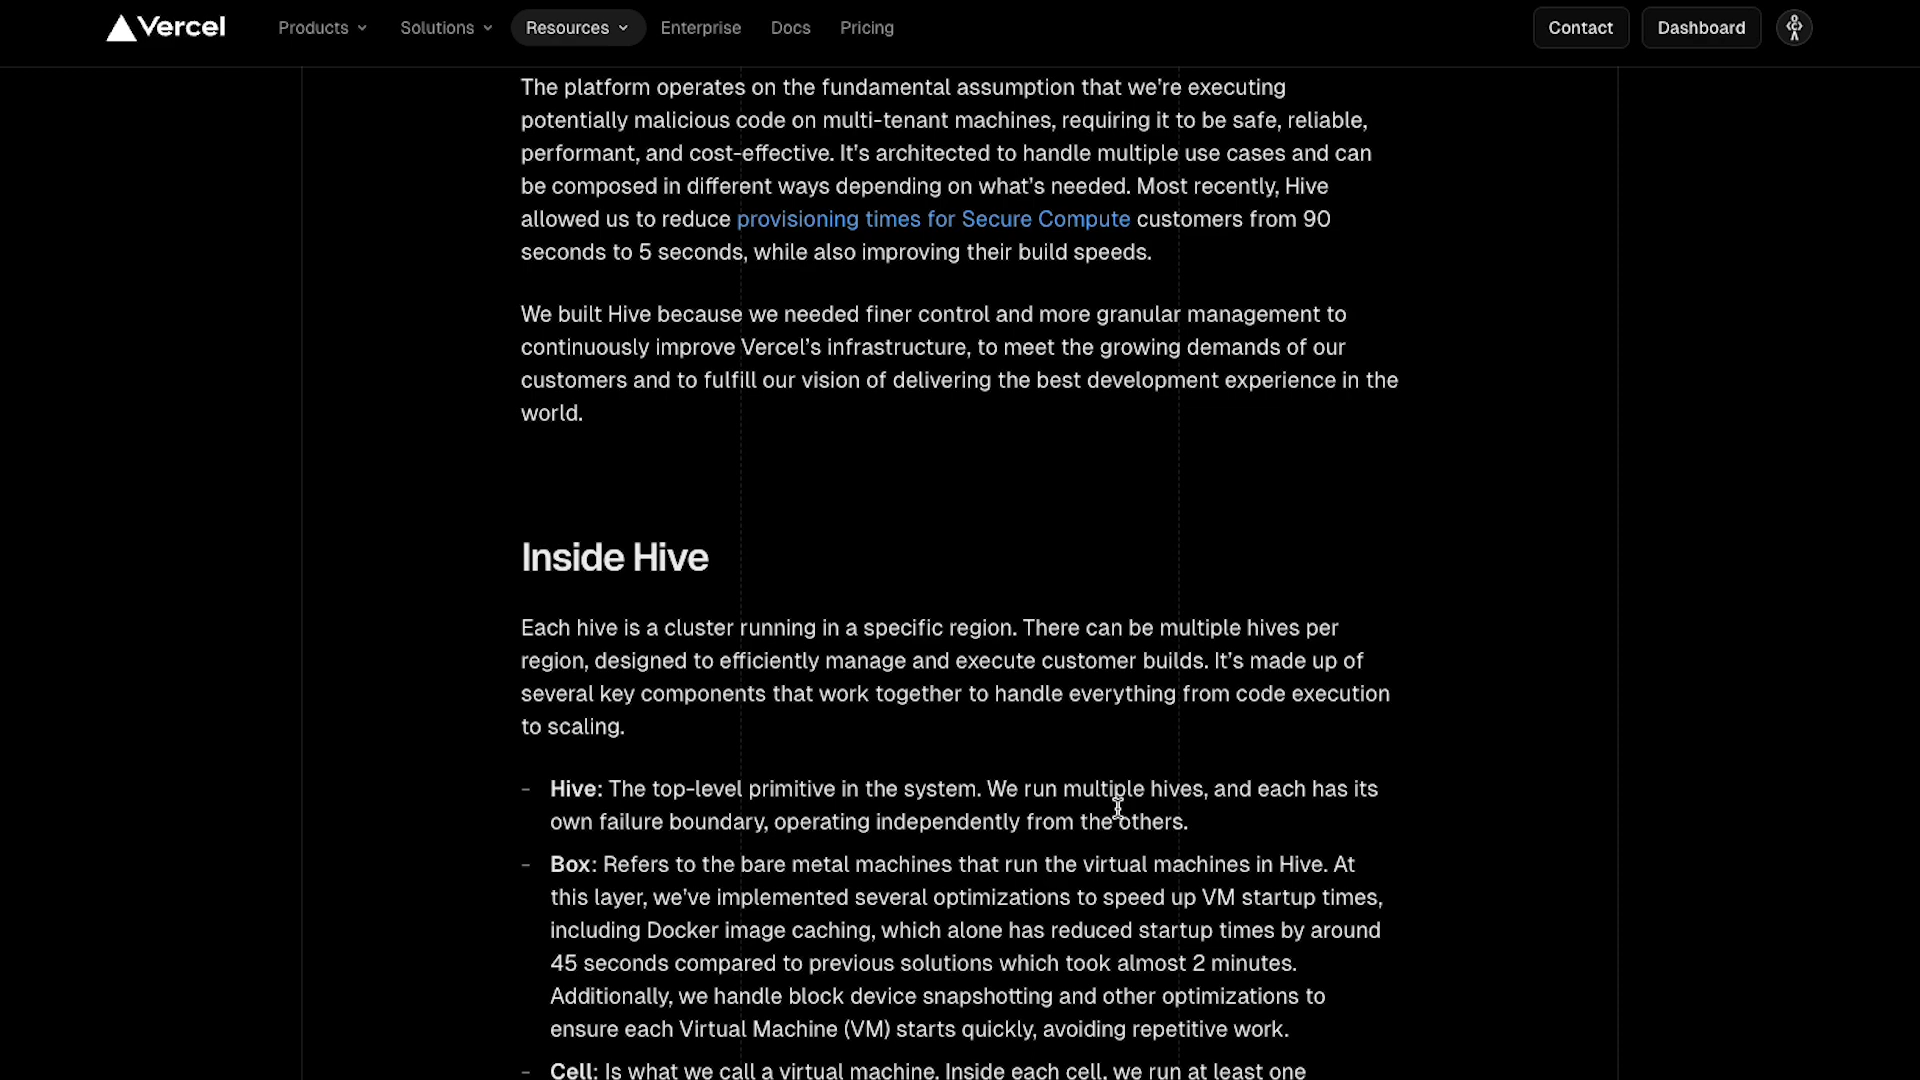 Vercel Products Solutions Resources Enterprise Docs Pricing Contact Dashboard
The platform operates on the fundamental assumption that we’re executing
potentially malicious code on multi-tenant machines, requiring it to be safe, reliable,
performant, and cost-effective. It’s architected to handle multiple use cases and can
be composed in different ways depending on what’s needed. Most recently, Hive
allowed us to reduce provisioning times for Secure Compute customers from 90
seconds to 5 seconds, while also improving their build speeds.
We built Hive because we needed finer control and more granular management to
continuously improve Vercel’s infrastructure, to meet the growing demands of our
customers and to fulfill our vision of delivering the best development experience in the
world.
Inside Hive
Each hive is a cluster running in a specific region. There can be multiple hives per
region, designed to efficiently manage and execute customer builds. It’s made up of
several key components that work together to handle everything from code execution
to scaling.
- Hive: The top-level primitive in the system. We run multiple hives, and each has its
own failure boundary, operating independently from the others.
- Box: Refers to the bare metal machines that run the virtual machines in Hive. At
this layer, we’ve implemented several optimizations to speed up VM startup times,
including Docker image caching, which alone has reduced startup times by around
45 seconds compared to previous solutions which took almost 2 minutes.
Additionally, we handle block device snapshotting and other optimizations to
ensure each Virtual Machine (VM) starts quickly, avoiding repetitive work.
- Cell: Is what we call a virtual machine. Inside each cell, we run at least one